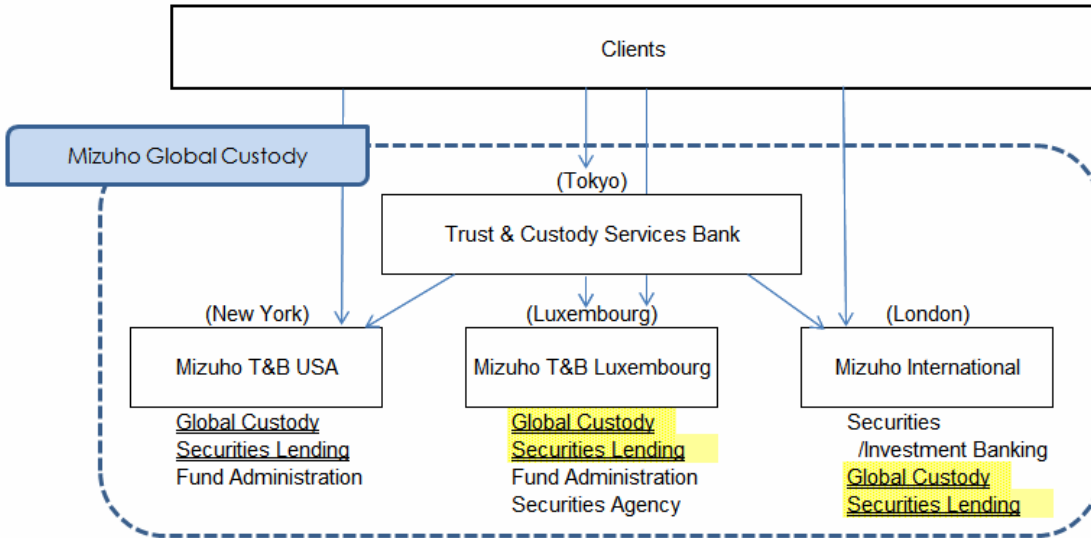 Clients
Mizuho Global Custody
(Tokyo)
Trust & Custody Services Bank
(New York)
(Luxembourg)
(London)
Mizuho T&B USA
Mizuho T&B Luxembourg
Mizuho International
Global Custody
Securities Lending
Fund Administration
Global Custody
Securities Lending
Fund Administration
Securities Agency
Securities
/Investment Banking
Global Custody
Securities Lending